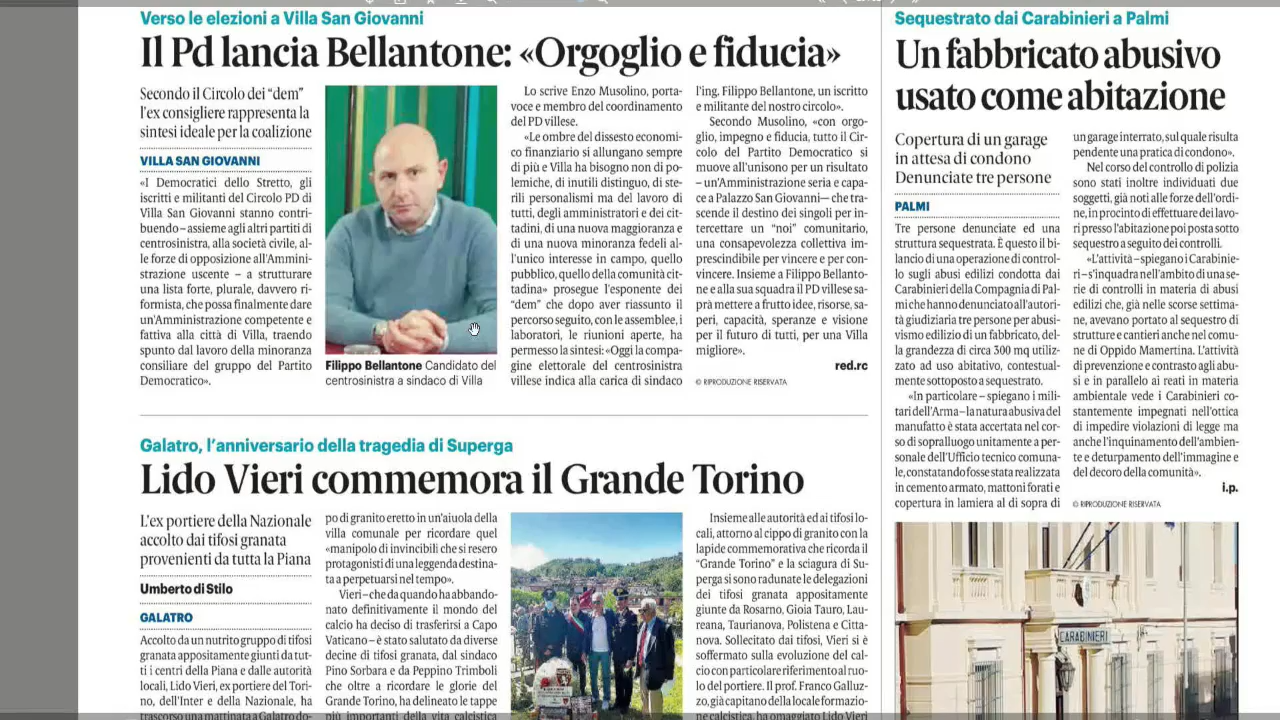 Verso le elezioni a Villa San Giovanni
Il Pd lancia Bellantone: «Orgoglio e fiducia»
Secondo il Circolo dei “dem”
l’ex consigliere rappresenta la
sintesi ideale per la coalizione
VILLA SAN GIOVANNI
«I Democratici dello Stretto, gli
iscritti e militanti del Circolo PD di
Villa San Giovanni stanno contri-
buendo – assieme agli altri partiti di
centrosinistra, alla società civile, al-
le forze di opposizione all’Ammini-
strazione uscente – a strutturare
una lista forte, plurale, davvero ri-
formista, che possa finalmente dare
un’Amministrazione competente e
fattiva alla città di Villa, traendo
spunto dal lavoro della minoranza
consiliare del gruppo del Partito
Democratico».
Filippo Bellantone Candidato del
centrosinistra a sindaco di Villa
Lo scrive Enzo Musolino, porta-
voce e membro del coordinamento
del PD villese.
«Le ombre del dissesto economi-
co finanziario si allungano sempre
di più e Villa ha bisogno non di po-
lemiche, di inutili distinguo, di ste-
rili personalismi ma del lavoro di
tutti, degli amministratori e dei cit-
tadini, di una nuova maggioranza e
di una nuova minoranza fedeli al-
l’unico interesse in campo, quello
pubblico, quello della comunità cit-
tadina» prosegue l’esponente dei
“dem” che dopo aver riassunto il
percorso seguito, con le assemblee, i
laboratori, le riunioni aperte, ha
permesso la sintesi: «Oggi la compa-
gine elettorale del centrosinistra
villese indica alla carica di sindaco
l’ing. Filippo Bellantone, un iscritto
e militante del nostro circolo».
Secondo Musolino, «con orgo-
glio, impegno e fiducia, tutto il Cir-
colo del Partito Democratico si
muove all’unisono per un risultato
– un’Amministrazione seria e capa-
ce a Palazzo San Giovanni— che tra-
scende il destino dei singoli per in-
tercettare un “noi” comunitario,
una consapevolezza collettiva im-
prescindibile per vincere e per con-
vincere. Insieme a Filippo Bellanto-
ne e alla sua squadra il PD villese sa-
prà mettere a frutto idee, risorse, sa-
peri, capacità, speranze e visione
per il futuro di tutti, per una Villa
migliore».
red.rc
© RIPRODUZIONE RISERVATA
Galatro, l’anniversario della tragedia di Superga
Lido Vieri commemora il Grande Torino
L’ex portiere della Nazionale
accolto dai tifosi granata
provenienti da tutta la Piana
Umberto di Stilo
GALATRO
Accolto da un nutrito gruppo di tifosi
granata appositamente giunti da tut-
ti i centri della Piana e dalle autorità
locali, Lido Vieri, ex portiere del Tori-
no, dell’Inter e della Nazionale, ha
trascorso una mattinata a Galatro do-
po di granito eretto in un’aiuola della
villa comunale per ricordare quel
«manipolo di invincibili che si resero
protagonisti di una leggenda destina-
ta a perpetuarsi nel tempo».
Vieri – che da quando ha abbando-
nato definitivamente il mondo del
calcio ha deciso di trasferirsi a Capo
Vaticano – è stato salutato da diverse
decine di tifosi granata, dal sindaco
Pino Sorbara e da Peppino Trimboli
che oltre a ricordare le glorie del
Grande Torino, ha delineato le tappe
più importanti della vita calcistica
Insieme alle autorità ed ai tifosi lo-
cali, attorno al cippo di granito con la
lapide commemorativa che ricorda il
“Grande Torino” e la sciagura di Su-
perga si sono radunate le delegazioni
dei tifosi granata appositamente
giunte da Rosarno, Gioia Tauro, Lau-
reana, Taurianova, Polistena e Citta-
nova. Sollecitato dai tifosi, Vieri si è
soffermato sulla evoluzione del cal-
cio con particolare riferimento al ruo-
lo del portiere. Il prof. Franco Galluz-
zo, già capitano della locale formazio-
ne calcistica, ha omaggiato Lido Vieri
Sequestrato dai Carabinieri a Palmi
Un fabbricato abusivo
usato come abitazione
Copertura di un garage
in attesa di condono
Denunciate tre persone
PALMI
Tre persone denunciate ed una
struttura sequestrata. È questo il bi-
lancio di una operazione di control-
lo sugli abusi edilizi condotta dai
Carabinieri della Compagnia di Pal-
mi che hanno denunciato all’autori-
tà giudiziaria tre persone per abusi-
vismo edilizio di un fabbricato, del-
la grandezza di circa 300 mq utiliz-
zato ad uso abitativo, contestual-
mente sottoposto a sequestrato.
«In particolare – spiegano i mili-
tari dell’Arma – la natura abusiva del
manufatto è stata accertata nel cor-
so di sopralluogo unitamente a per-
sonale dell’Ufficio tecnico comuna-
le, constatando fosse stata realizzata
in cemento armato, mattoni forati e
copertura in lamiera al di sopra di
un garage interrato, sul quale risulta
pendente una pratica di condono».
Nel corso del controllo di polizia
sono stati inoltre individuati due
soggetti, già noti alle forze dell’ordi-
ne, in procinto di effettuare dei lavo-
ri presso l’abitazione poi posta sotto
sequestro a seguito dei controlli.
«L’attività – spiegano i Carabinie-
ri – s’inquadra nell’ambito di una se-
rie di controlli in materia di abusi
edilizi che, già nelle scorse settima-
ne, avevano portato al sequestro di
strutture e cantieri anche nel comu-
ne di Oppido Mamertina. L’attività
di prevenzione e contrasto agli abu-
si e in parallelo ai reati in materia
ambientale vede i Carabinieri co-
stantemente impegnati nell’ottica
di impedire violazioni di legge ma
anche l’inquinamento dell’ambien-
te e deturpamento dell’immagine e
del decoro della comunità».
i.p.
© RIPRODUZIONE RISERVATA
CARABINIERI